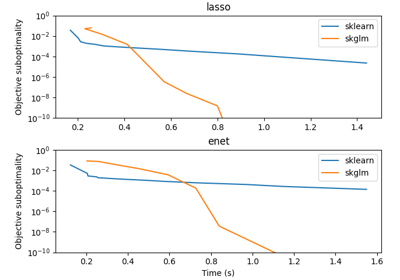 lasso
10^0
10^-2
10^-4
10^-6
10^-8
10^-10
Objective suboptimality
sklearn
skglm
0.2 0.4 0.6 0.8 1.0 1.2 1.4
enet
10^0
10^-2
10^-4
10^-6
10^-8
10^-10
Objective suboptimality
sklearn
skglm
0.2 0.4 0.6 0.8 1.0 1.2 1.4 1.6
Time (s)